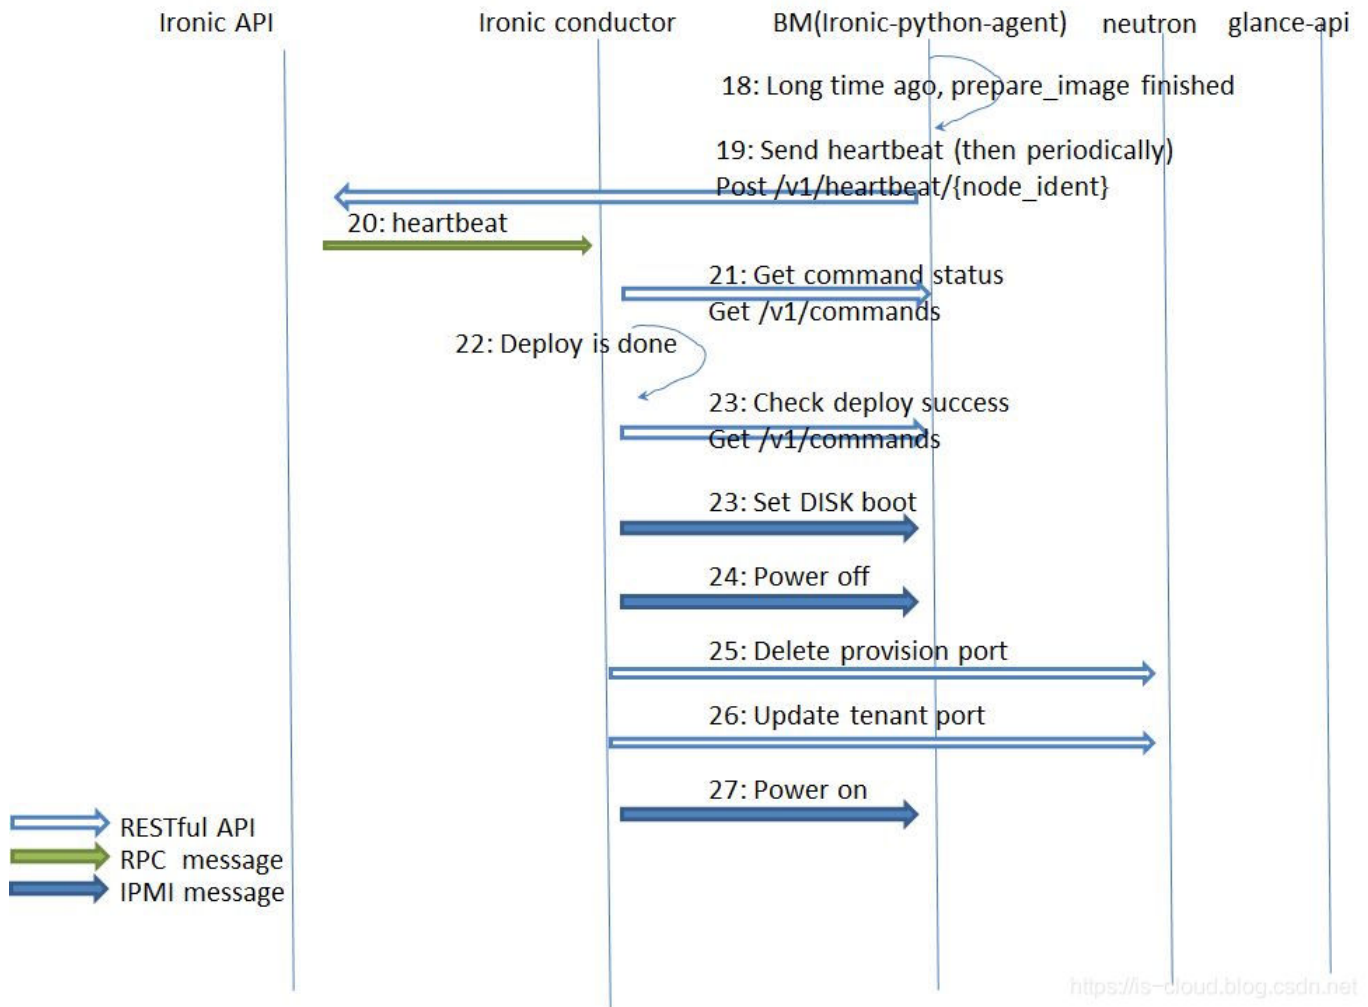 Ironic API
Ironic conductor
BM(Ironic-python-agent)
neutron
glance-api
18: Long time ago, prepare_image finished
19: Send heartbeat (then periodically)
Post /v1/heartbeat/{node_ident}
20: heartbeat
21: Get command status
Get /v1/commands
22: Deploy is done
23: Check deploy success
Get /v1/commands
23: Set DISK boot
24: Power off
25: Delete provision port
26: Update tenant port
27: Power on
RESTful API
RPC message
IPMI message
https://is-cloud.blog.csdn.net